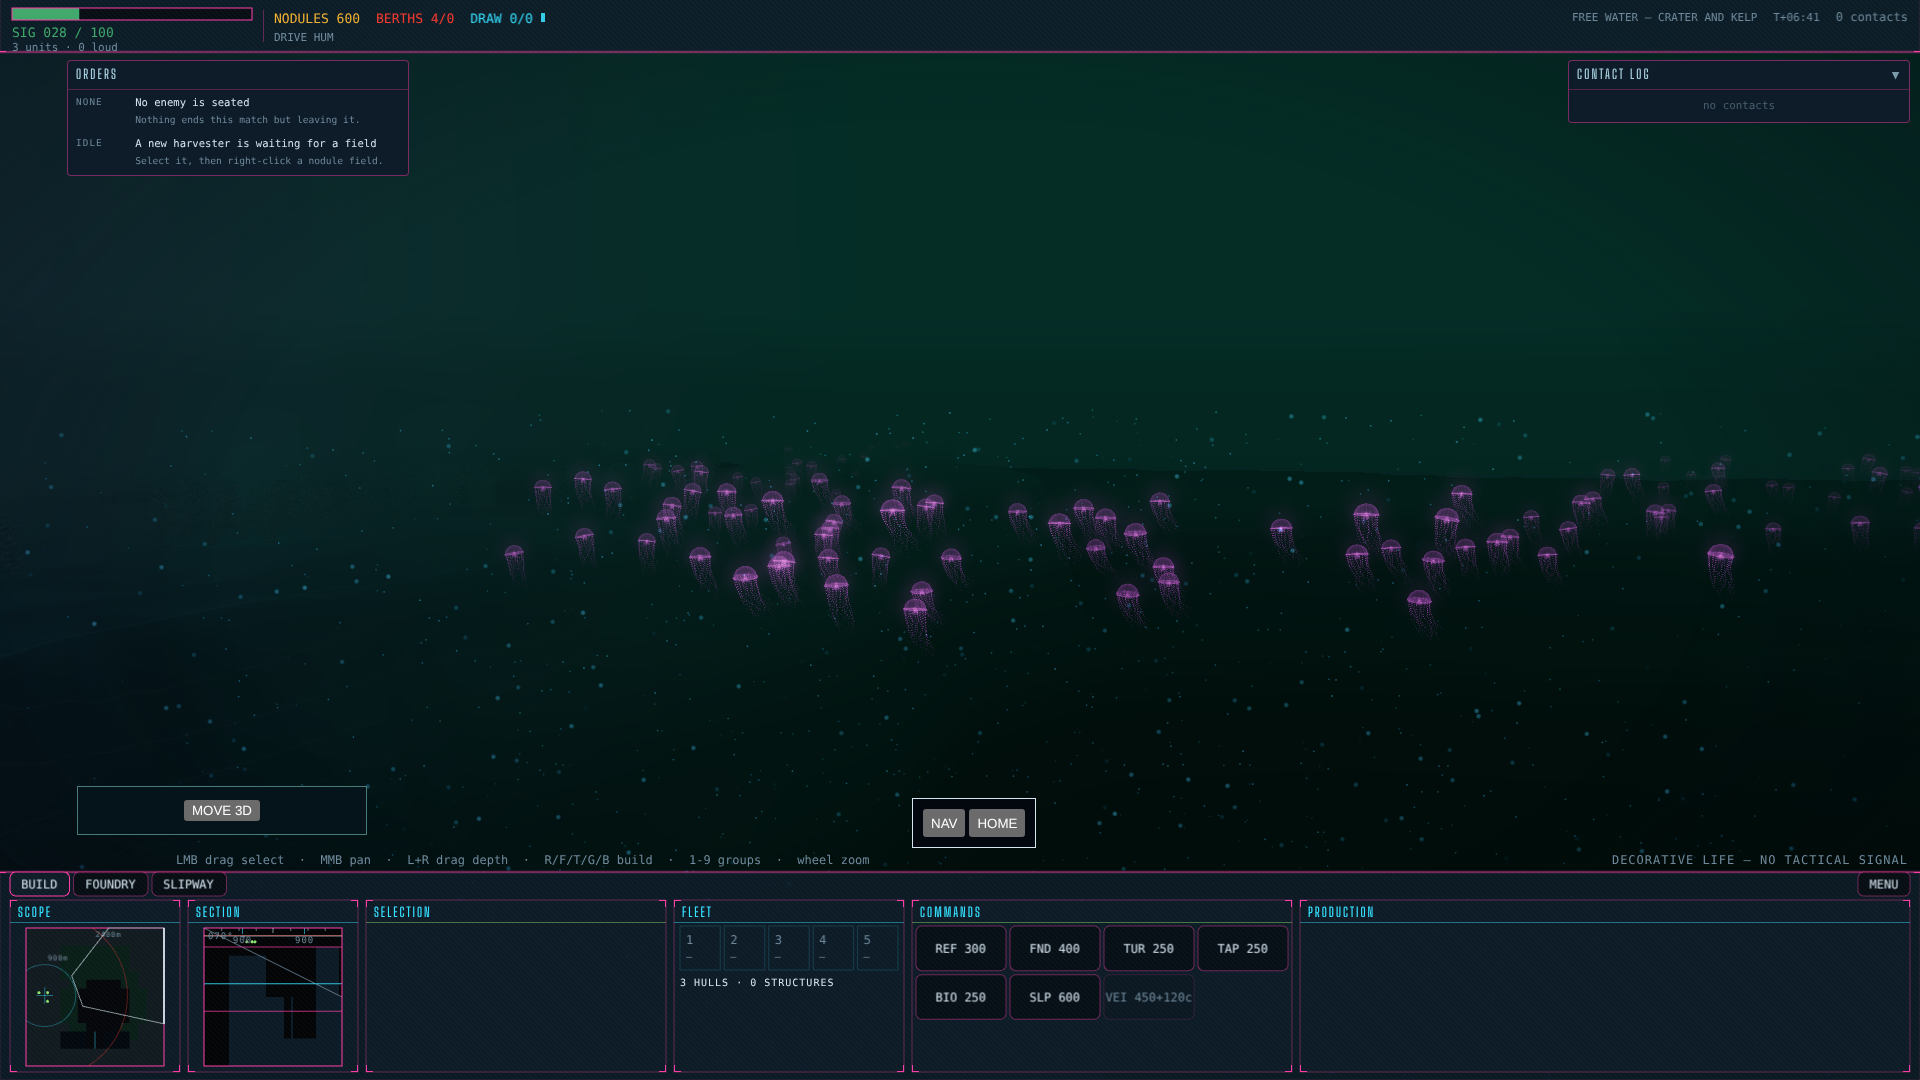 SIG 028 / 100
3 units · 0 loud
NODULES 600 BERTHS 4/0 DRAW 0/0
DRIVE HUM
FREE WATER — CRATER AND KELP T+06:41 0 contacts
ORDERS
NONE No enemy is seated
Nothing ends this match but leaving it.
IDLE A new harvester is waiting for a field
Select it, then right-click a nodule field.
CONTACT LOG ▼
no contacts
MOVE 3D
NAV HOME
LMB drag select · MMB pan · L+R drag depth · R/F/T/G/B build · 1-9 groups · wheel zoom
DECORATIVE LIFE — NO TACTICAL SIGNAL
BUILD FOUNDRY SLIPWAY
MENU
SCOPE
2400m
900m
SECTION
070°
900 900
SELECTION
FLEET
1 2 3 4 5
— — — — —
3 HULLS · 0 STRUCTURES
COMMANDS
REF 300 FND 400 TUR 250 TAP 250
BIO 250 SLP 600 VEI 450+120c
PRODUCTION